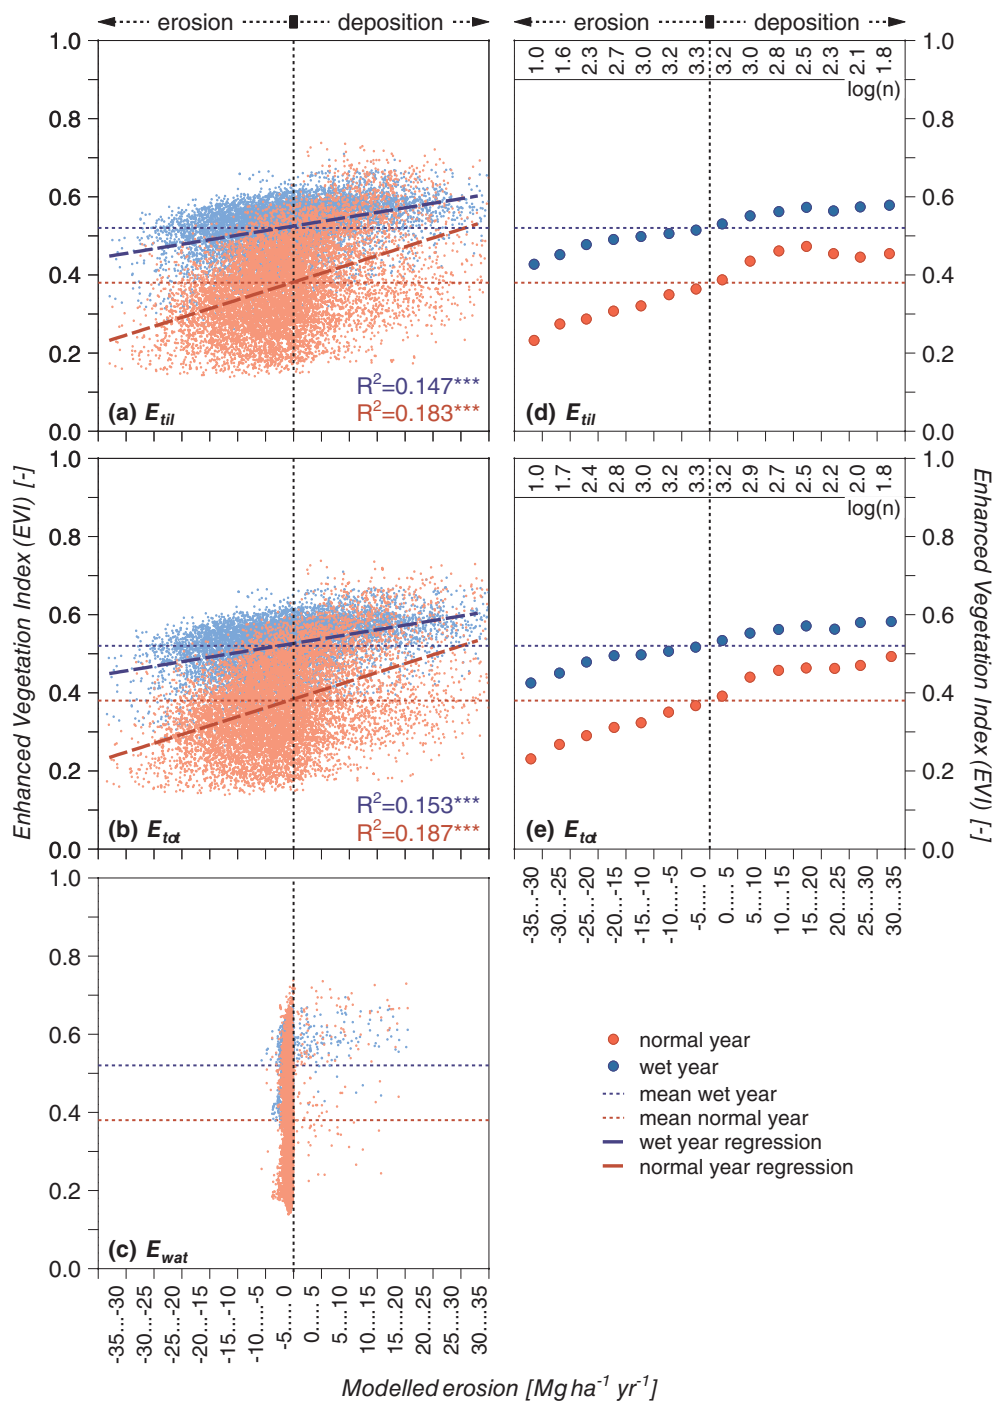 erosion deposition
erosion deposition
Enhanced Vegetation Index (EVI) [-]
1.0
0.8
0.6
0.4
0.2
0.0
R²=0.147***
R²=0.183***
(a) Etil
1.0 1.6 2.3 2.7 3.0 3.2 3.3 3.2 3.0 2.8 2.5 2.3 2.1 1.8
log(n)
(d) Etil
1.0
0.8
0.6
0.4
0.2
0.0
1.0
0.8
0.6
0.4
0.2
0.0
R²=0.153***
R²=0.187***
(b) Etot
1.0 1.7 2.4 2.8 3.0 3.2 3.3 3.2 2.9 2.7 2.5 2.2 2.0 1.8
log(n)
(e) Etot
1.0
0.8
0.6
0.4
0.2
0.0
Enhanced Vegetation Index (EVI) [-]
-35...-30
-30...-25
-25...-20
-20...-15
-15...-10
-10.....-5
-5..... 0
0..... 5
5.... 10
10.... 15
15....20
20....25
25....30
30....35
1.0
0.8
0.6
0.4
0.2
0.0
(c) Ewat
-35...-30
-30...-25
-25...-20
-20...-15
-15...-10
-10.....-5
-5..... 0
0..... 5
5.... 10
10.... 15
15....20
20....25
25....30
30....35
Modelled erosion [Mg ha⁻¹ yr⁻¹]
normal year
wet year
mean wet year
mean normal year
wet year regression
normal year regression